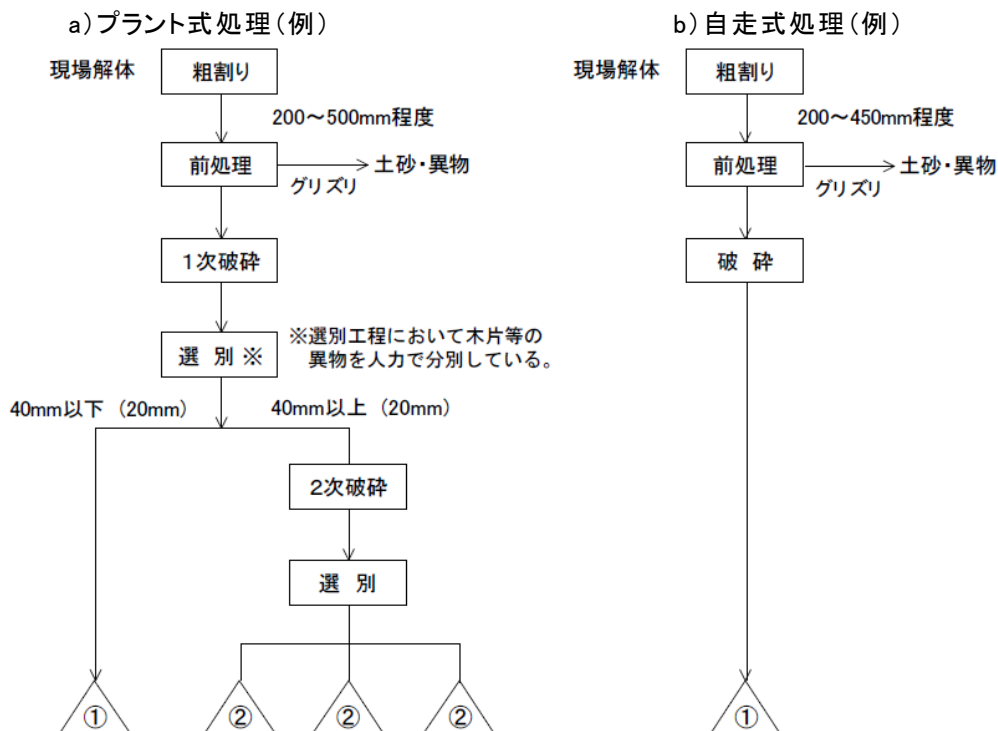 a）プラント式処理（例）
現場解体
粗割り
200～500mm程度
前処理
土砂・異物
グリズリ
１次破砕
選 別 ※
※選別工程において木片等の
異物を人力で分別している。
40mm以下（20mm）
40mm以上（20mm）
２次破砕
選 別
①
②
②
②
b）自走式処理（例）
現場解体
粗割り
200～450mm程度
前処理
土砂・異物
グリズリ
破 砕
①